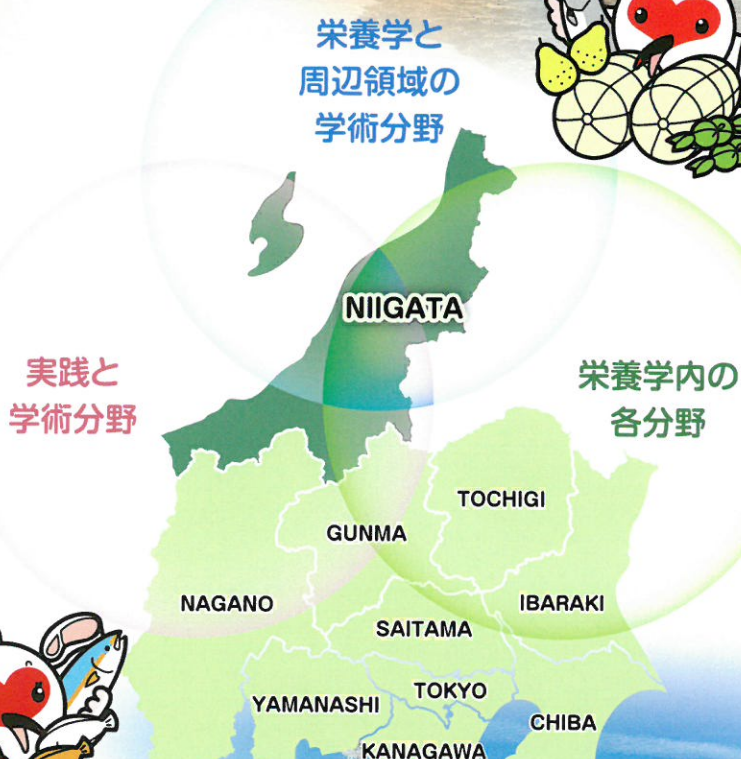 栄養学と
周辺領域の
学術分野
NIIGATA
実践と
学術分野
栄養学内の
各分野
TOCHIGI
GUNMA
NAGANO
IBARAKI
SAITAMA
TOKYO
YAMANASHI
CHIBA
KANAGAWA